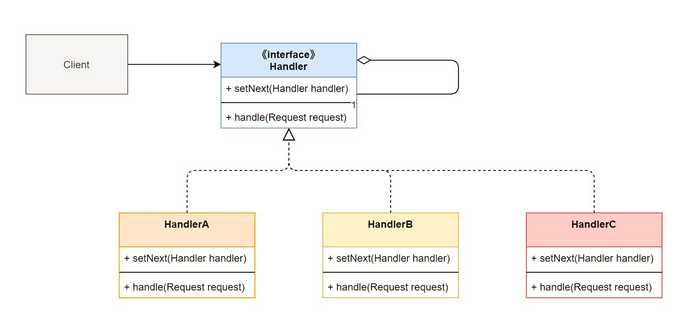 Client
《interface》
Handler
+ setNext(Handler handler)
1
+ handle(Request request)
HandlerA
+ setNext(Handler handler)
+ handle(Request request)
HandlerB
+ setNext(Handler handler)
+ handle(Request request)
HandlerC
+ setNext(Handler handler)
+ handle(Request request)